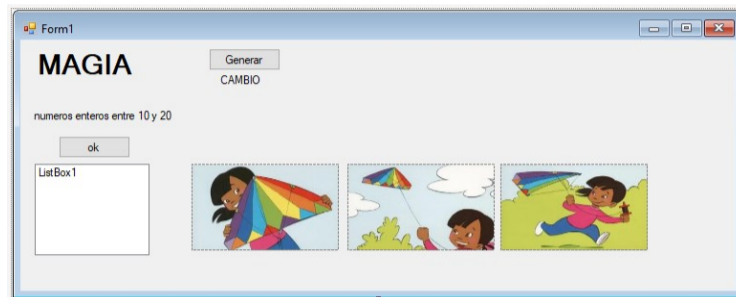 Form1
MAGIA
Generar
CAMBIO
numeros enteros entre 10 y 20
ok
ListBox1